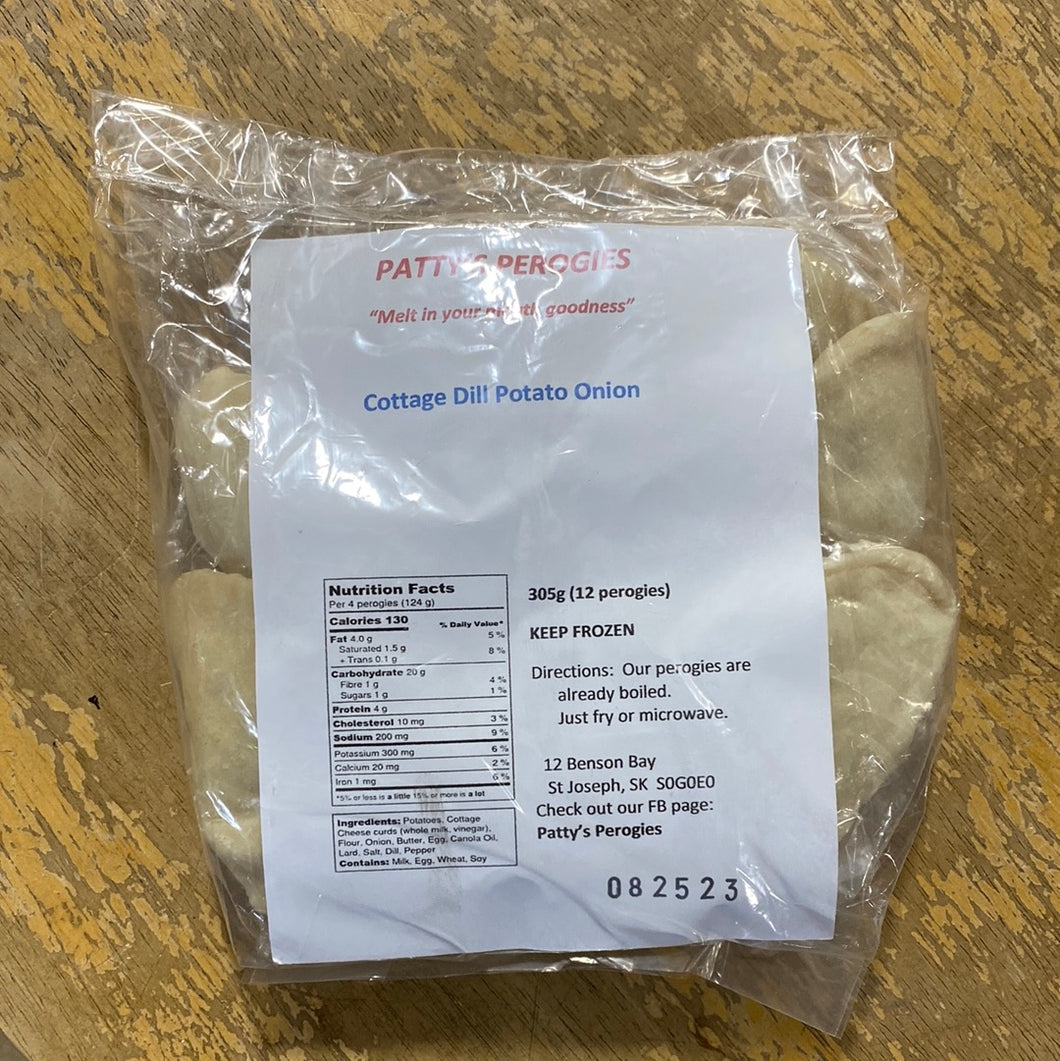 PATTY'S PEROGIES
"Melt in your mouth goodness"
Cottage Dill Potato Onion
Nutrition Facts
Per 4 perogies (124 g)
Calories 130
% Daily Value*
Fat 4.0 g 5 %
Saturated 1.5 g
+ Trans 0.1 g 8 %
Carbohydrate 20 g
Fibre 1 g 4 %
Sugars 1 g 1 %
Protein 4 g
Cholesterol 10 mg 3 %
Sodium 200 mg 9 %
Potassium 300 mg 6 %
Calcium 20 mg 2 %
Iron 1 mg 6 %
*5% or less is a little 15% or more is a lot
Ingredients: Potatoes, Cottage
Cheese curds (whole milk, vinegar),
Flour, Onion, Butter, Egg, Canola Oil,
Lard, Salt, Dill, Pepper
Contains: Milk, Egg, Wheat, Soy
305g (12 perogies)
KEEP FROZEN
Directions: Our perogies are
already boiled.
Just fry or microwave.
12 Benson Bay
St Joseph, SK S0G0E0
Check out our FB page:
Patty's Perogies
082523